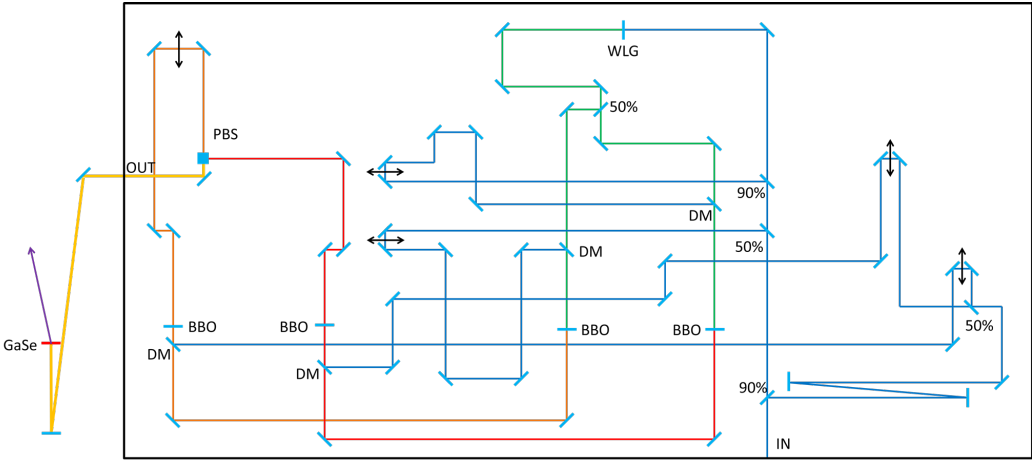 WLG
50%
PBS
OUT
90%
DM
50%
DM
BBO
BBO
BBO
BBO
50%
GaSe
DM
DM
90%
IN